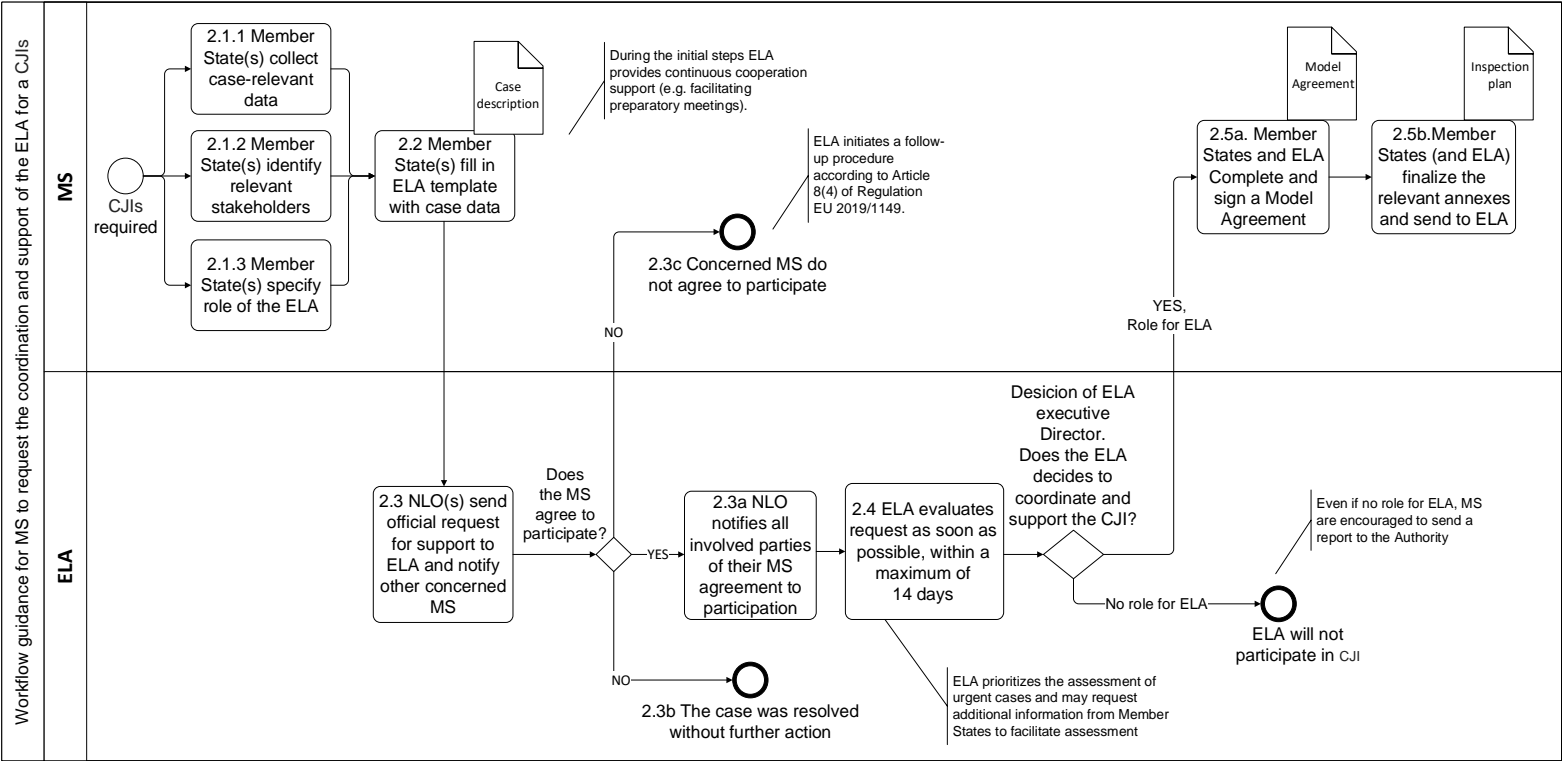 Workflow guidance for MS to request the coordination and support of the ELA for a CJIs
MS
CJIs
required
2.1.1 Member
State(s) collect
case-relevant
data
2.1.2 Member
State(s) identify
relevant
stakeholders
2.1.3 Member
State(s) specify
role of the ELA
Case
description
2.2 Member
State(s) fill in
ELA template
with case data
During the initial steps ELA
provides continuous cooperation
support (e.g. facilitating
preparatory meetings).
ELA initiates a follow-
up procedure
according to Article
8(4) of Regulation
EU 2019/1149.
2.3c Concerned MS do
not agree to participate
NO
Model
Agreement
2.5a. Member
States and ELA
Complete and
sign a Model
Agreement
Inspection
plan
2.5b.Member
States (and ELA)
finalize the
relevant annexes
and send to ELA
YES,
Role for ELA
ELA
2.3 NLO(s) send
official request
for support to
ELA and notify
other concerned
MS
Does
the MS
agree to
participate?
YES
2.3a NLO
notifies all
involved parties
of their MS
agreement to
participation
2.4 ELA evaluates
request as soon as
possible, within a
maximum of
14 days
Desicion of ELA
executive
Director.
Does the ELA
decides to
coordinate and
support the CJI?
No role for ELA
Even if no role for ELA, MS
are encouraged to send a
report to the Authority
ELA will not
participate in CJI
NO
2.3b The case was resolved
without further action
ELA prioritizes the assessment of
urgent cases and may request
additional information from Member
States to facilitate assessment